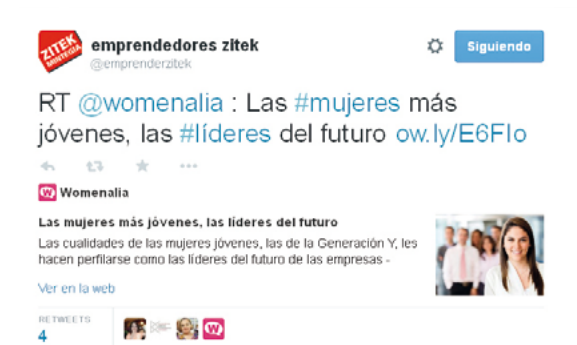 ZITEK
MINTEGIA
emprendedores zitek
@emprenderzitek
Siguiendo
RT @womenalia : Las #mujeres más
jóvenes, las #líderes del futuro ow.ly/E6FIo
Womenalia
Las mujeres más jóvenes, las líderes del futuro
Las cualidades de las mujeres jóvenes, las de la Generación Y, les
hacen perfilarse como las líderes del futuro de las empresas -
Ver en la web
RETWEETS
4